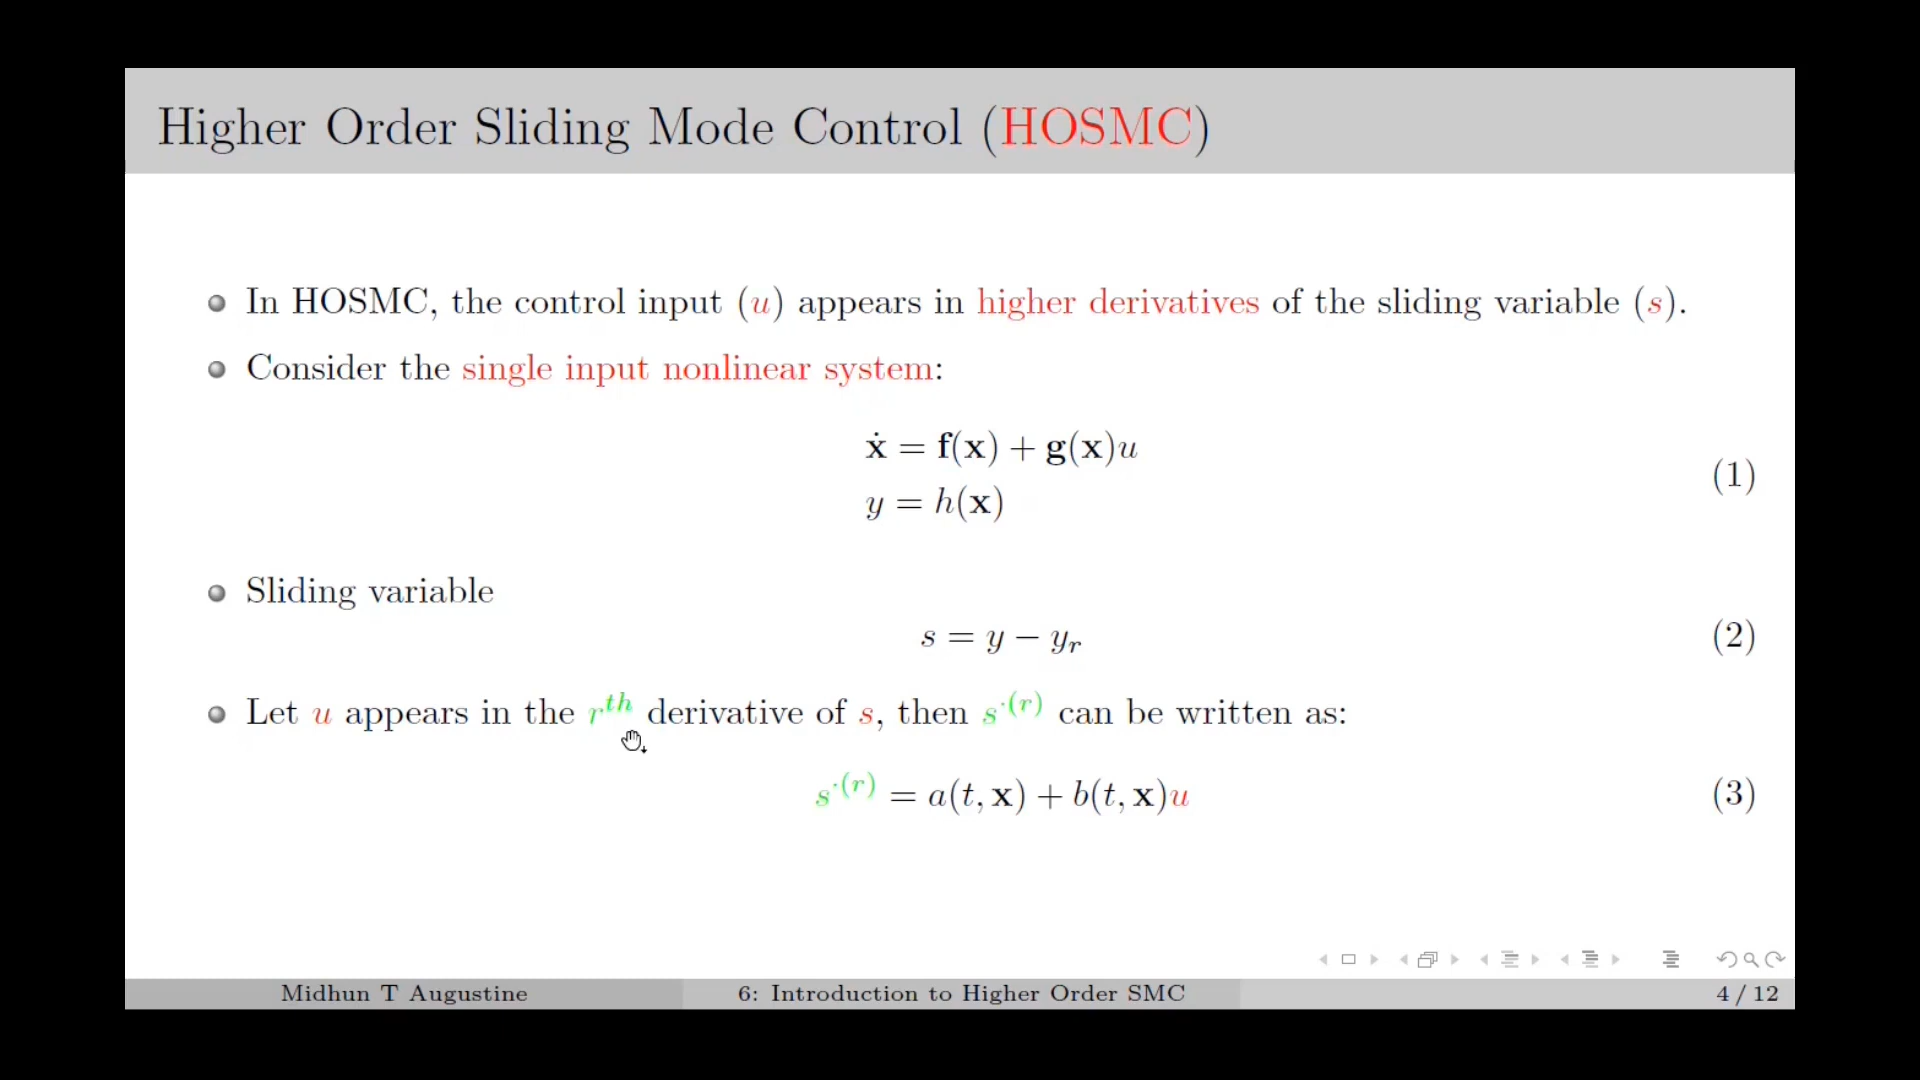 Higher Order Sliding Mode Control (HOSMC)
In HOSMC, the control input (u) appears in higher derivatives of the sliding variable (s).
Consider the single input nonlinear system:
ẋ = f(x) + g(x)u
y = h(x)
(1)
Sliding variable
s = y − yᵣ (2)
Let u appears in the rᵗʰ derivative of s, then s·⁽ʳ⁾ can be written as:
s·⁽ʳ⁾ = a(t, x) + b(t, x)u (3)
Midhun T Augustine 6: Introduction to Higher Order SMC 4 / 12